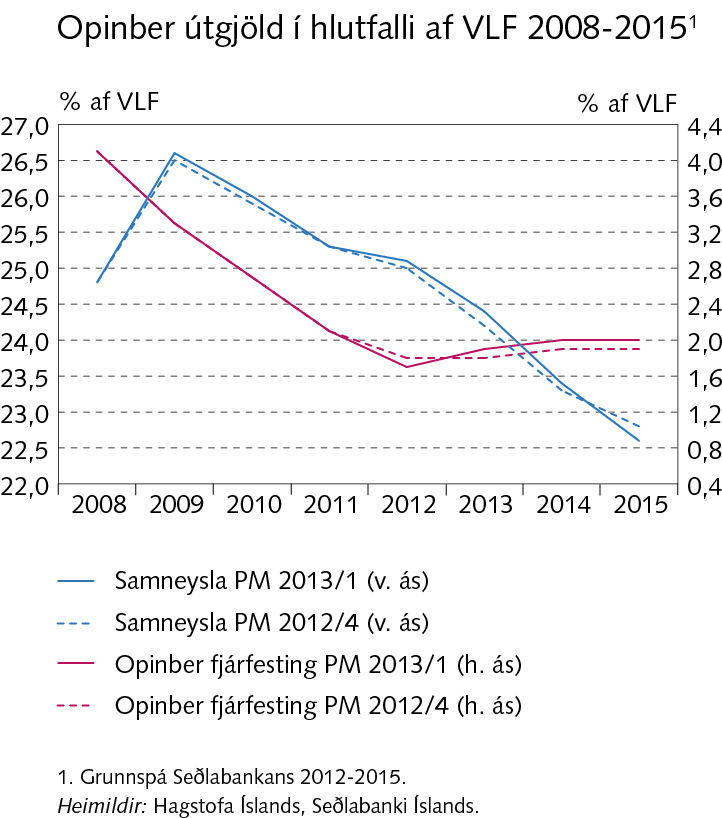 Opinber útgjöld í hlutfalli af VLF 2008-2015¹
% af VLF
% af VLF
27,0
26,5
26,0
25,5
25,0
24,5
24,0
23,5
23,0
22,5
22,0
4,4
4,0
3,6
3,2
2,8
2,4
2,0
1,6
1,2
0,8
0,4
2008 2009 2010 2011 2012 2013 2014 2015
Samneysla PM 2013/1 (v. ás)
Samneysla PM 2012/4 (v. ás)
Opinber fjárfesting PM 2013/1 (h. ás)
Opinber fjárfesting PM 2012/4 (h. ás)
1. Grunnspá Seðlabankans 2012-2015.
Heimildir: Hagstofa Íslands, Seðlabanki Íslands.